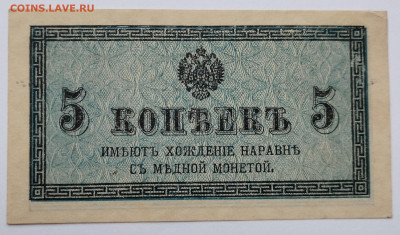 COINS.LAVE.RU
5 КОПѢЕКЪ 5
ИМѢЮТЪ ХОЖДЕНІЕ НАРАВНѢ
СЪ МѢДНОЙ МОНЕТОЙ.